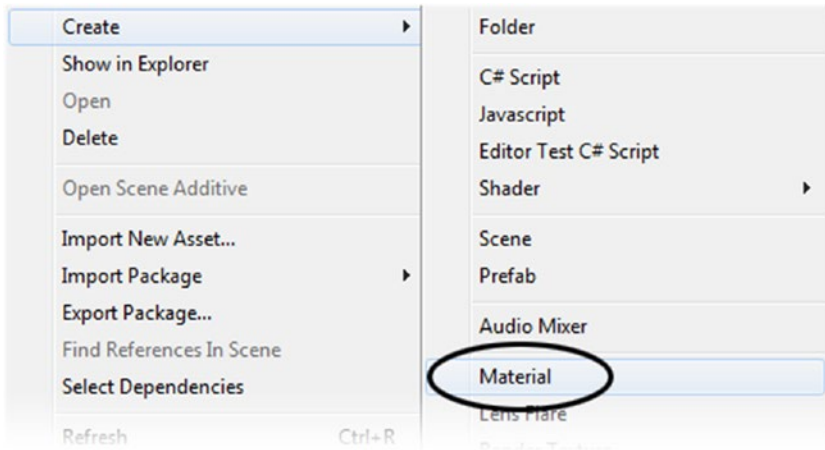 Create
Show in Explorer
Open
Delete
Open Scene Additive
Import New Asset...
Import Package
Export Package...
Find References In Scene
Select Dependencies
Refresh Ctrl+R
Folder
C# Script
Javascript
Editor Test C# Script
Shader
Scene
Prefab
Audio Mixer
Material
Lens Flare
Render Texture